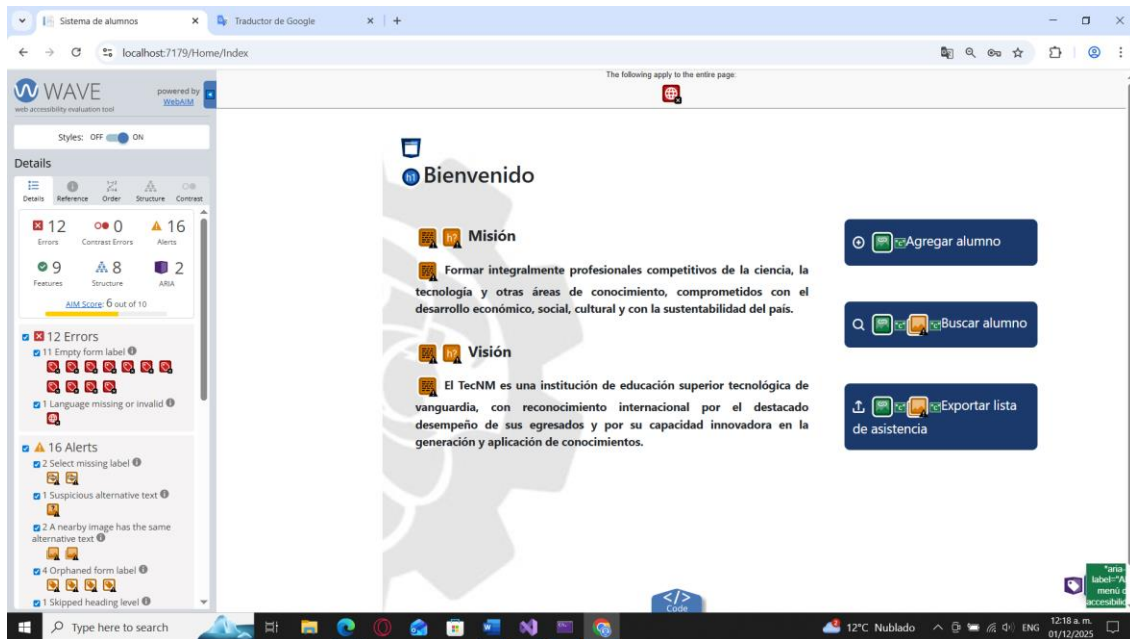 Sistema de alumnos
Traductor de Google
localhost:7179/Home/Index
WAVE
web accessibility evaluation tool
powered by
WebAIM
Styles: OFF ON
Details
Details Reference Order Structure Contrast
12 0 16
Errors Contrast Errors Alerts
9 8 2
Features Structure ARIA
AIM Score: 6 out of 10
12 Errors
11 Empty form label
1 Language missing or invalid
16 Alerts
2 Select missing label
1 Suspicious alternative text
2 A nearby image has the same
alternative text
4 Orphaned form label
1 Skipped heading level
The following apply to the entire page:
h1 Bienvenido
h? Misión
Formar integralmente profesionales competitivos de la ciencia, la
tecnología y otras áreas de conocimiento, comprometidos con el
desarrollo económico, social, cultural y con la sustentabilidad del país.
h? Visión
El TecNM es una institución de educación superior tecnológica de
vanguardia, con reconocimiento internacional por el destacado
desempeño de sus egresados y por su capacidad innovadora en la
generación y aplicación de conocimientos.
Agregar alumno
Buscar alumno
Exportar lista
de asistencia
*aria-
label="A
menú d
accesibilid
</>
Code
Type here to search
12°C Nublado
ENG
12:18 a. m.
01/12/2025